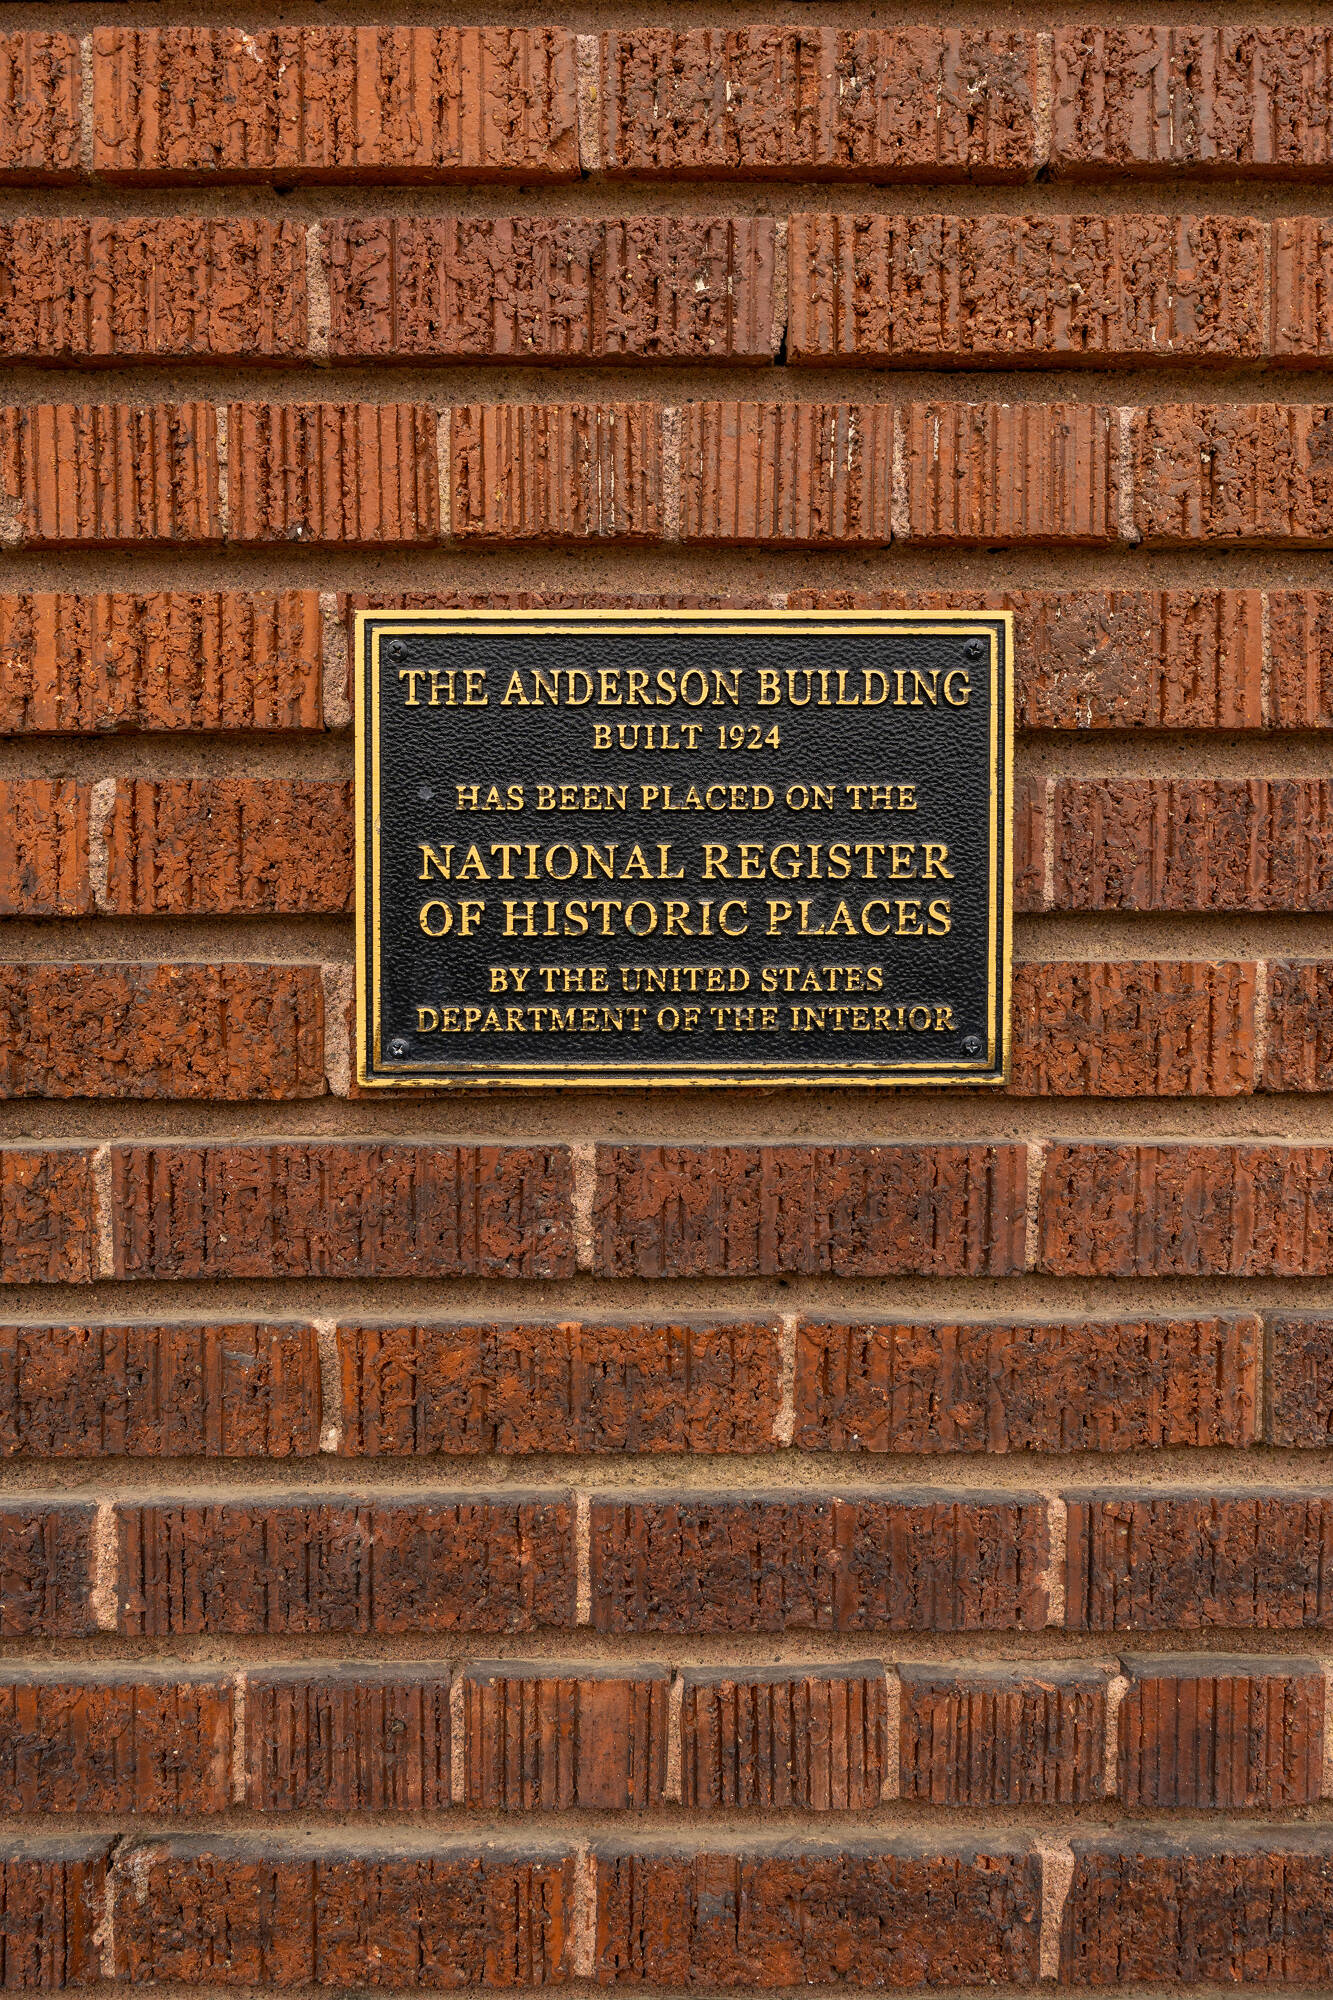 THE ANDERSON BUILDING
BUILT 1924
HAS BEEN PLACED ON THE
NATIONAL REGISTER
OF HISTORIC PLACES
BY THE UNITED STATES
DEPARTMENT OF THE INTERIOR